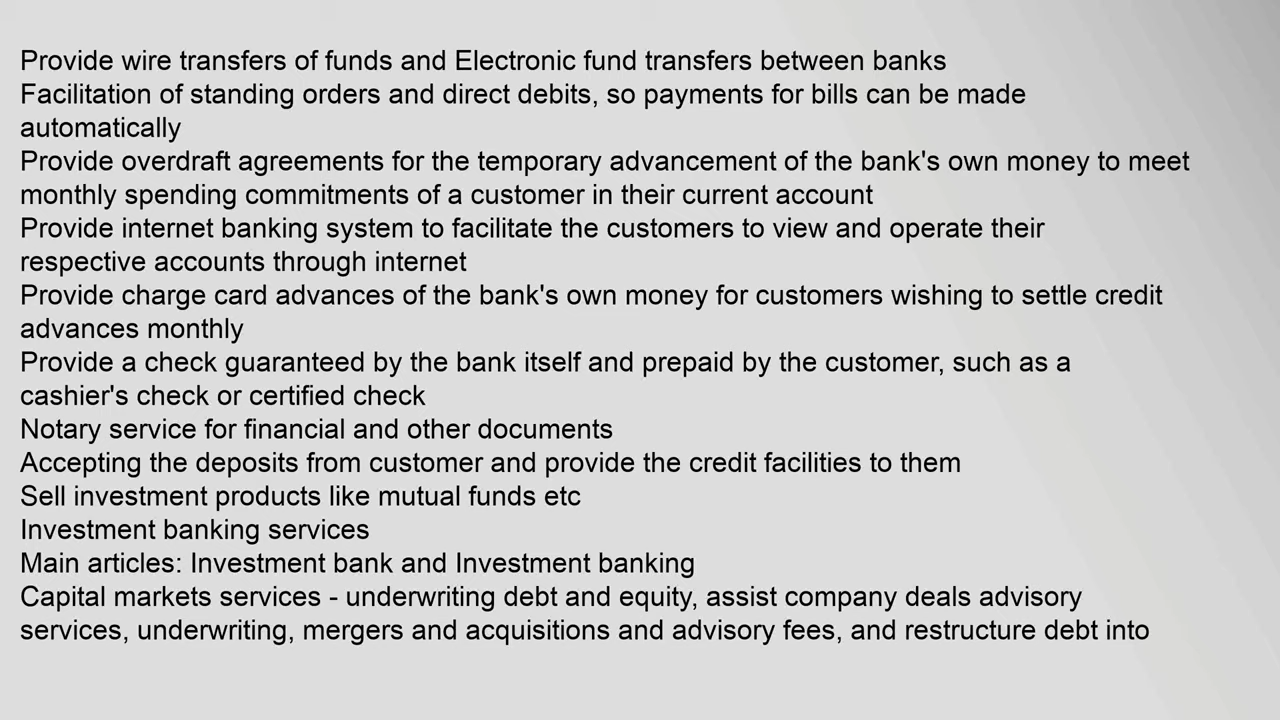 Provide wire transfers of funds and Electronic fund transfers between banks
Facilitation of standing orders and direct debits, so payments for bills can be made
automatically
Provide overdraft agreements for the temporary advancement of the bank's own money to meet
monthly spending commitments of a customer in their current account
Provide internet banking system to facilitate the customers to view and operate their
respective accounts through internet
Provide charge card advances of the bank's own money for customers wishing to settle credit
advances monthly
Provide a check guaranteed by the bank itself and prepaid by the customer, such as a
cashier's check or certified check
Notary service for financial and other documents
Accepting the deposits from customer and provide the credit facilities to them
Sell investment products like mutual funds etc
Investment banking services
Main articles: Investment bank and Investment banking
Capital markets services - underwriting debt and equity, assist company deals advisory
services, underwriting, mergers and acquisitions and advisory fees, and restructure debt into